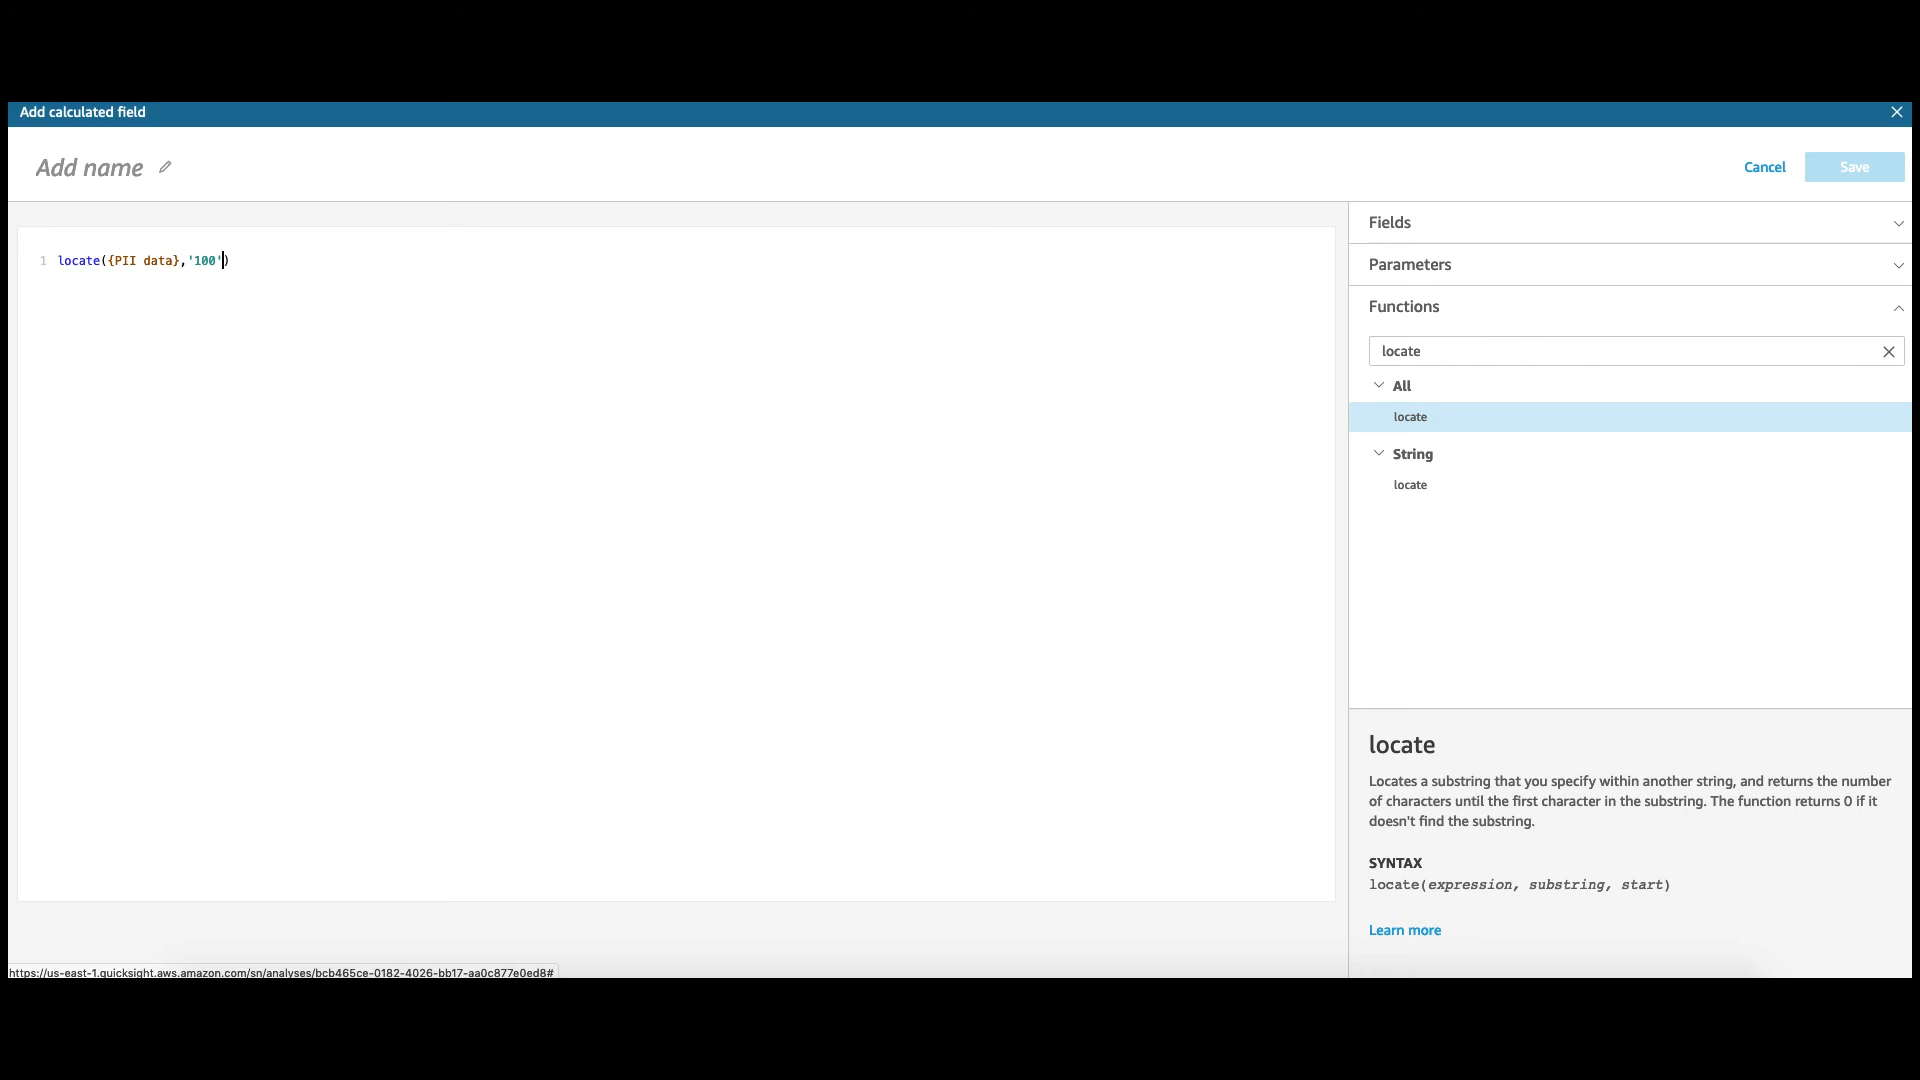 Add calculated field
Add name
Cancel
Save
1 locate({PII data},'100')
Fields
Parameters
Functions
locate
All
locate
String
locate
locate
Locates a substring that you specify within another string, and returns the number
of characters until the first character in the substring. The function returns 0 if it
doesn't find the substring.
SYNTAX
locate(expression, substring, start)
Learn more
https://us-east-1.quicksight.aws.amazon.com/sn/analyses/bcb465ce-0182-4026-bb17-aa0c877e0ed8#